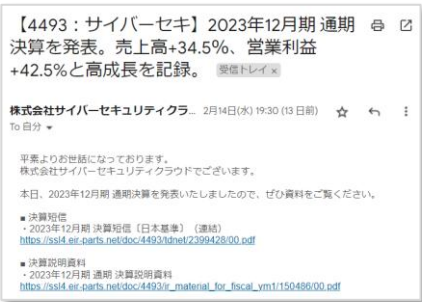 【4493：サイバーセキ】2023年12月期 通期
決算を発表。売上高+34.5%、営業利益
+42.5%と高成長を記録。 受信トレイ ×
株式会社サイバーセキュリティクラ... 2月14日(水) 19:30 (13 日前)
To 自分
平素よりお世話になっております。
株式会社サイバーセキュリティクラウドでございます。
本日、2023年12月期 通期決算を発表いたしましたので、ぜひ資料をご覧ください。
■ 決算短信
・2023年12月期 決算短信〔日本基準〕（連結）
https://ssl4.eir-parts.net/doc/4493/tdnet/2399428/00.pdf
■ 決算説明資料
・2023年12月期 通期 決算説明資料
https://ssl4.eir-parts.net/doc/4493/ir_material_for_fiscal_ym1/150486/00.pdf